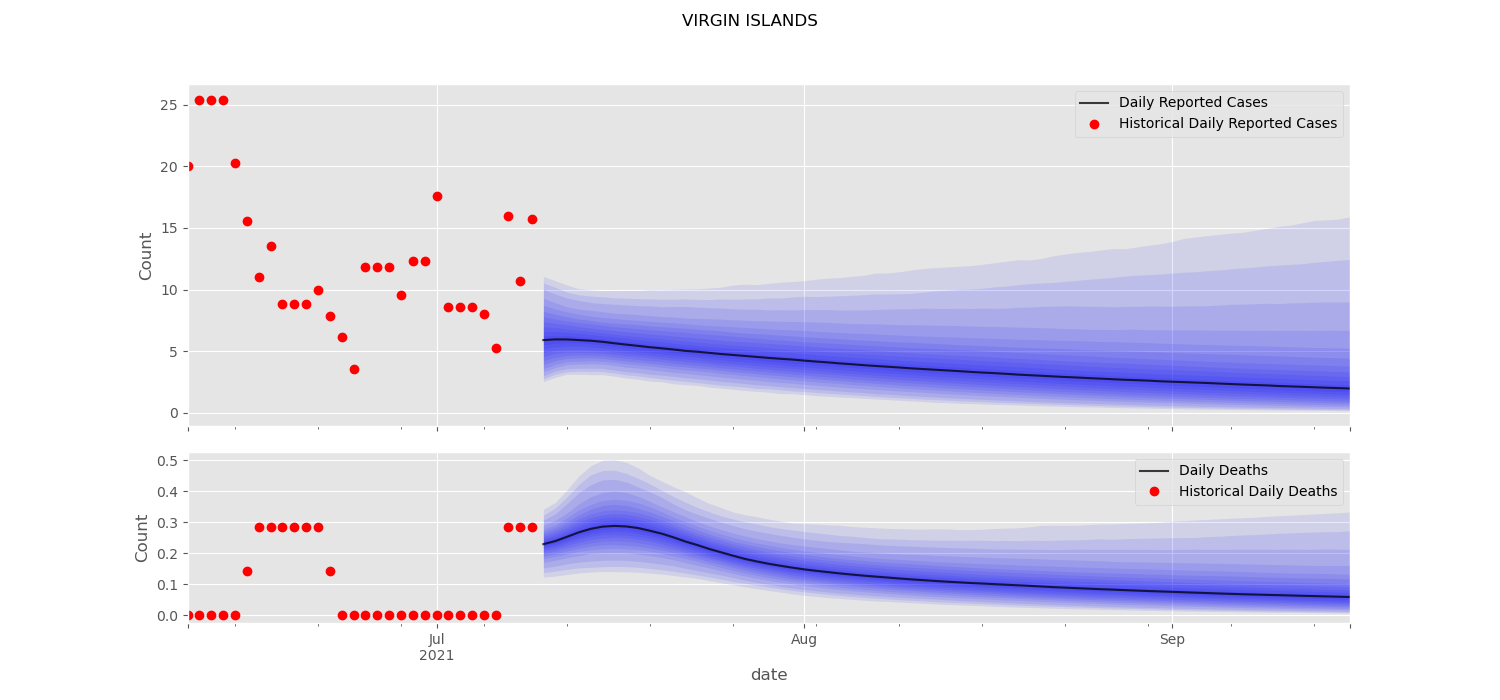 VIRGIN ISLANDS
Count
25
20
15
10
5
0
Daily Reported Cases
Historical Daily Reported Cases
Count
0.5
0.4
0.3
0.2
0.1
0.0
Daily Deaths
Historical Daily Deaths
Jul
2021
Aug
Sep
date